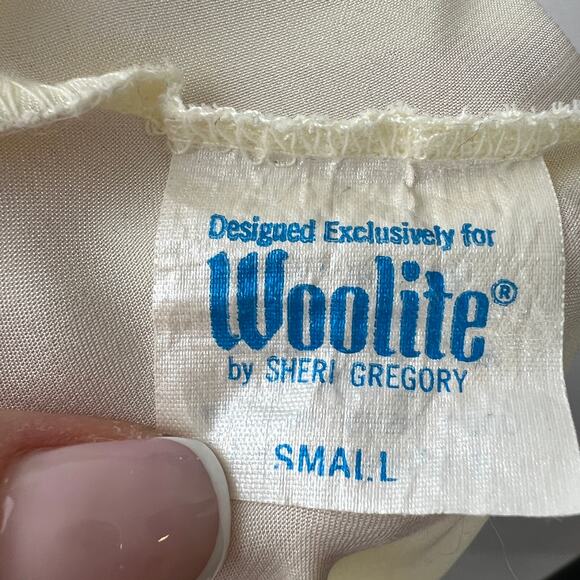 Designed Exclusively for
Woolite®
by SHERI GREGORY
SMALL